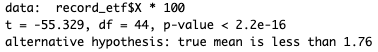 data:  record_etf$X * 100
t = -55.329, df = 44, p-value < 2.2e-16
alternative hypothesis: true mean is less than 1.76